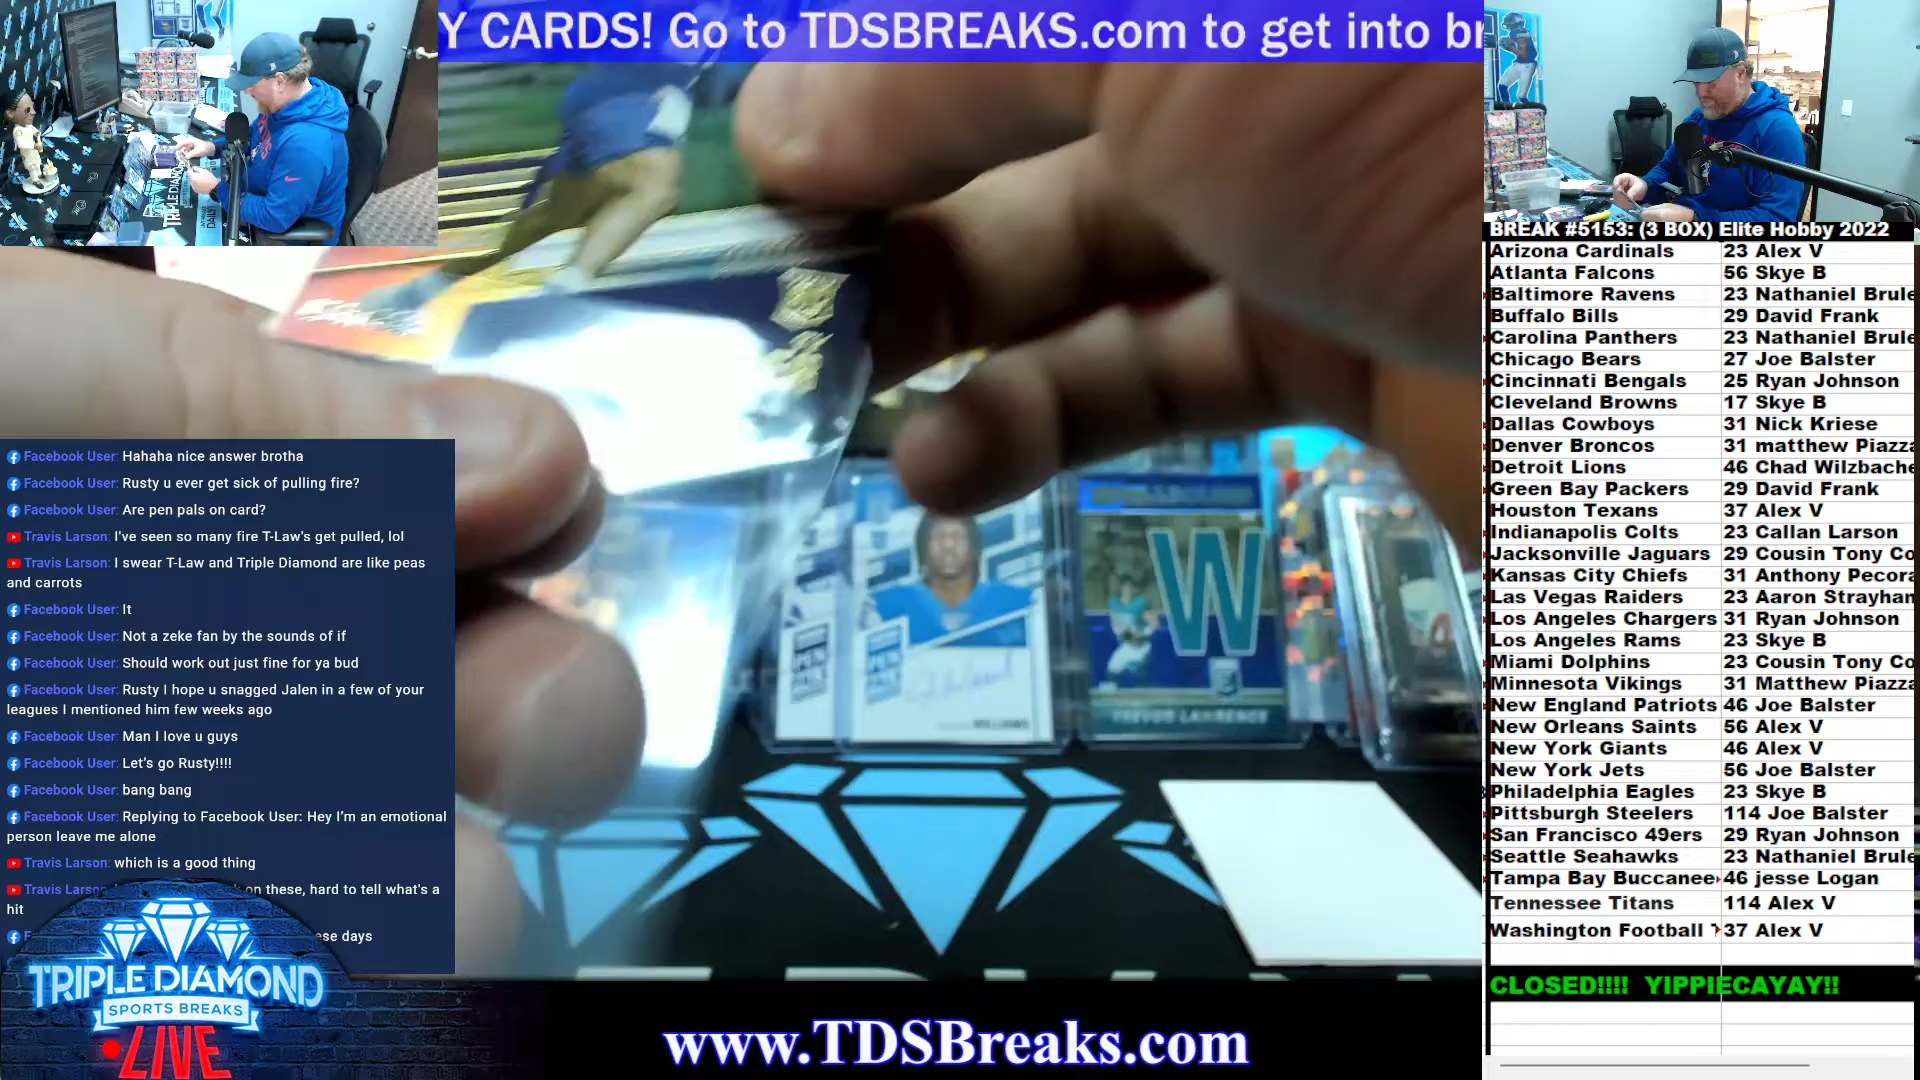 Y CARDS! Go to TDSBREAKS.com to get into br
BREAK #5153: (3 BOX) Elite Hobby 2022
Arizona Cardinals 23 Alex V
Atlanta Falcons 56 Skye B
Baltimore Ravens 23 Nathaniel Brule
Buffalo Bills 29 David Frank
Carolina Panthers 23 Nathaniel Brule
Chicago Bears 27 Joe Balster
Cincinnati Bengals 25 Ryan Johnson
Cleveland Browns 17 Skye B
Dallas Cowboys 31 Nick Kriese
Denver Broncos 31 matthew Piazza
Detroit Lions 46 Chad Wilzbache
Green Bay Packers 29 David Frank
Houston Texans 37 Alex V
Indianapolis Colts 23 Callan Larson
Jacksonville Jaguars 29 Cousin Tony Co
Kansas City Chiefs 31 Anthony Pecora
Las Vegas Raiders 23 Aaron Strayhan
Los Angeles Chargers 31 Ryan Johnson
Los Angeles Rams 23 Skye B
Miami Dolphins 23 Cousin Tony Co
Minnesota Vikings 31 Matthew Piazza
New England Patriots 46 Joe Balster
New Orleans Saints 56 Alex V
New York Giants 46 Alex V
New York Jets 56 Joe Balster
Philadelphia Eagles 23 Skye B
Pittsburgh Steelers 114 Joe Balster
San Francisco 49ers 29 Ryan Johnson
Seattle Seahawks 23 Nathaniel Brule
Tampa Bay Buccanee 46 jesse Logan
Tennessee Titans 114 Alex V
Washington Football 37 Alex V
CLOSED!!!! YIPPIECAYAY!!
Facebook User: Hahaha nice answer brotha
Facebook User: Rusty u ever get sick of pulling fire?
Facebook User: Are pen pals on card?
Travis Larson: I've seen so many fire T-Law's get pulled, lol
Travis Larson: I swear T-Law and Triple Diamond are like peas
and carrots
Facebook User: It
Facebook User: Not a zeke fan by the sounds of if
Facebook User: Should work out just fine for ya bud
Facebook User: Rusty I hope u snagged Jalen in a few of your
leagues I mentioned him few weeks ago
Facebook User: Man I love u guys
Facebook User: Let's go Rusty!!!!
Facebook User: bang bang
Facebook User: Replying to Facebook User: Hey I'm an emotional
person leave me alone
Travis Larson: which is a good thing
Travis Larson: on these, hard to tell what's a
hit
days
W
TREVOR LAWRENCE
WILLIAMS
TRIPLE DIAMOND
SPORTS BREAKS
LIVE
www.TDSBreaks.com